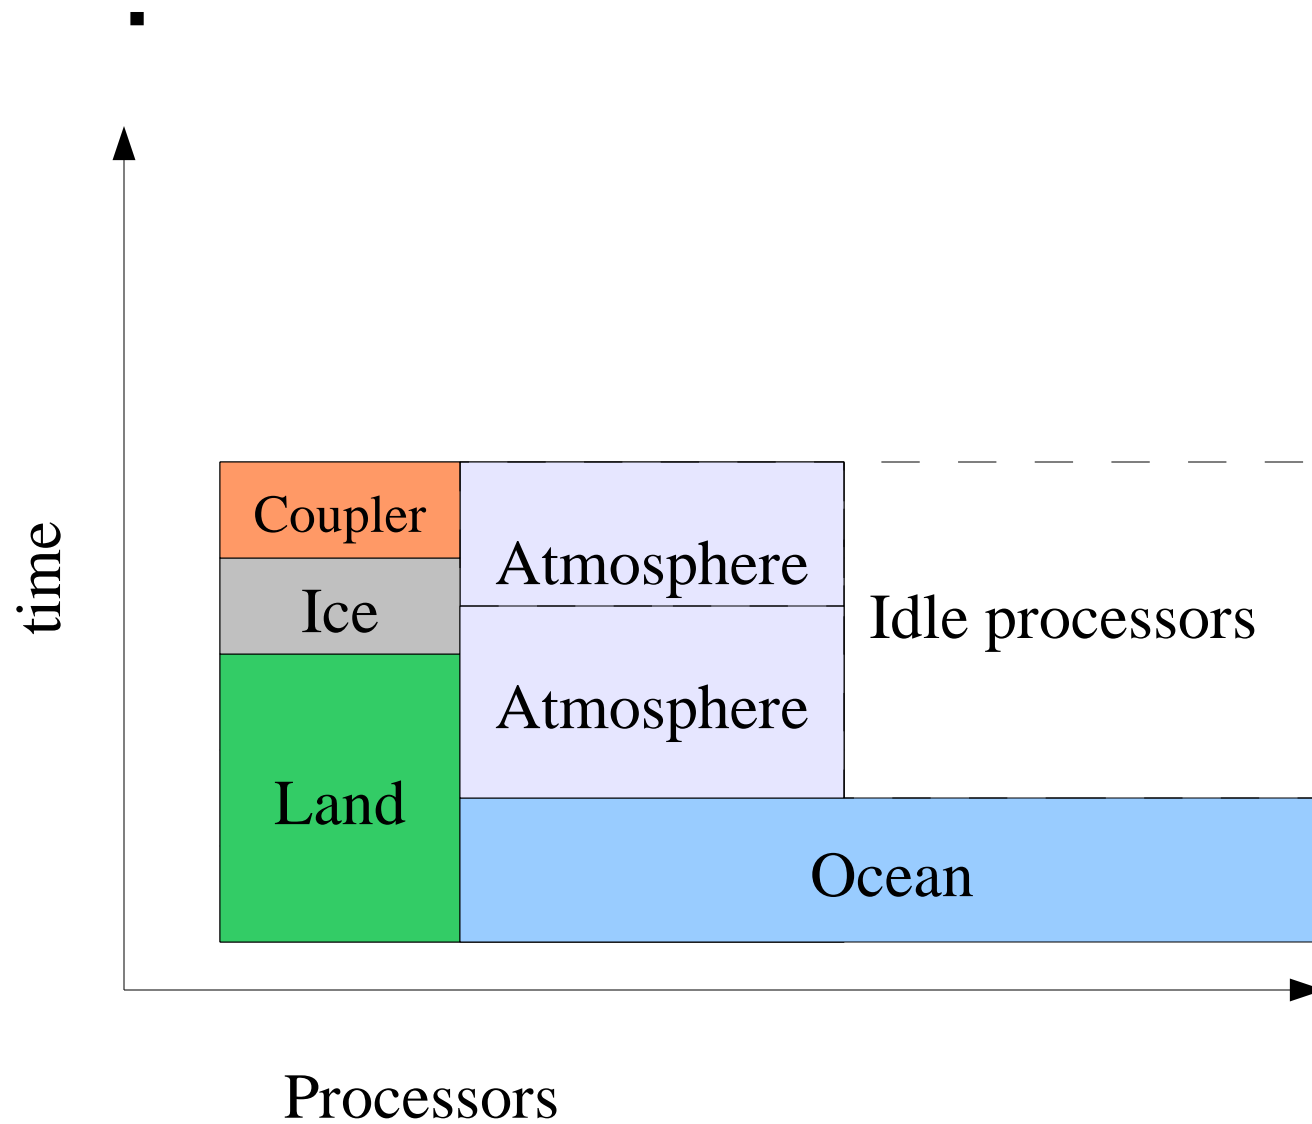 Coupler
Atmosphere
Ice
Idle processors
time
Atmosphere
Land
Ocean
Processors